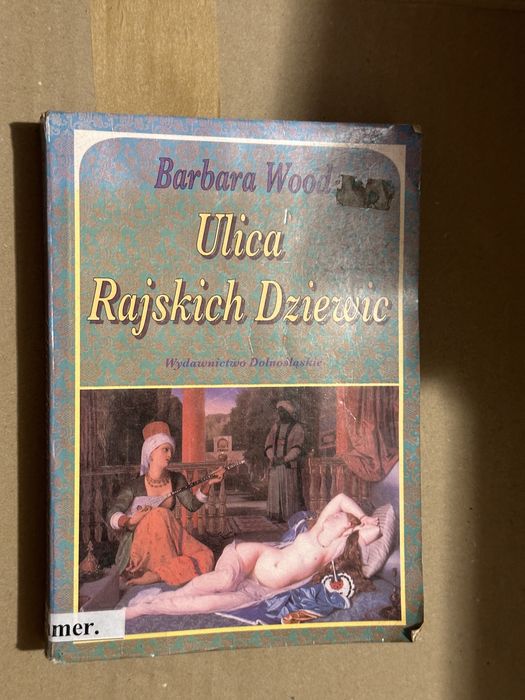 Barbara Wood
Ulica
Rajskich Dziewic
Wydawnictwo Dolnośląskie
mer.